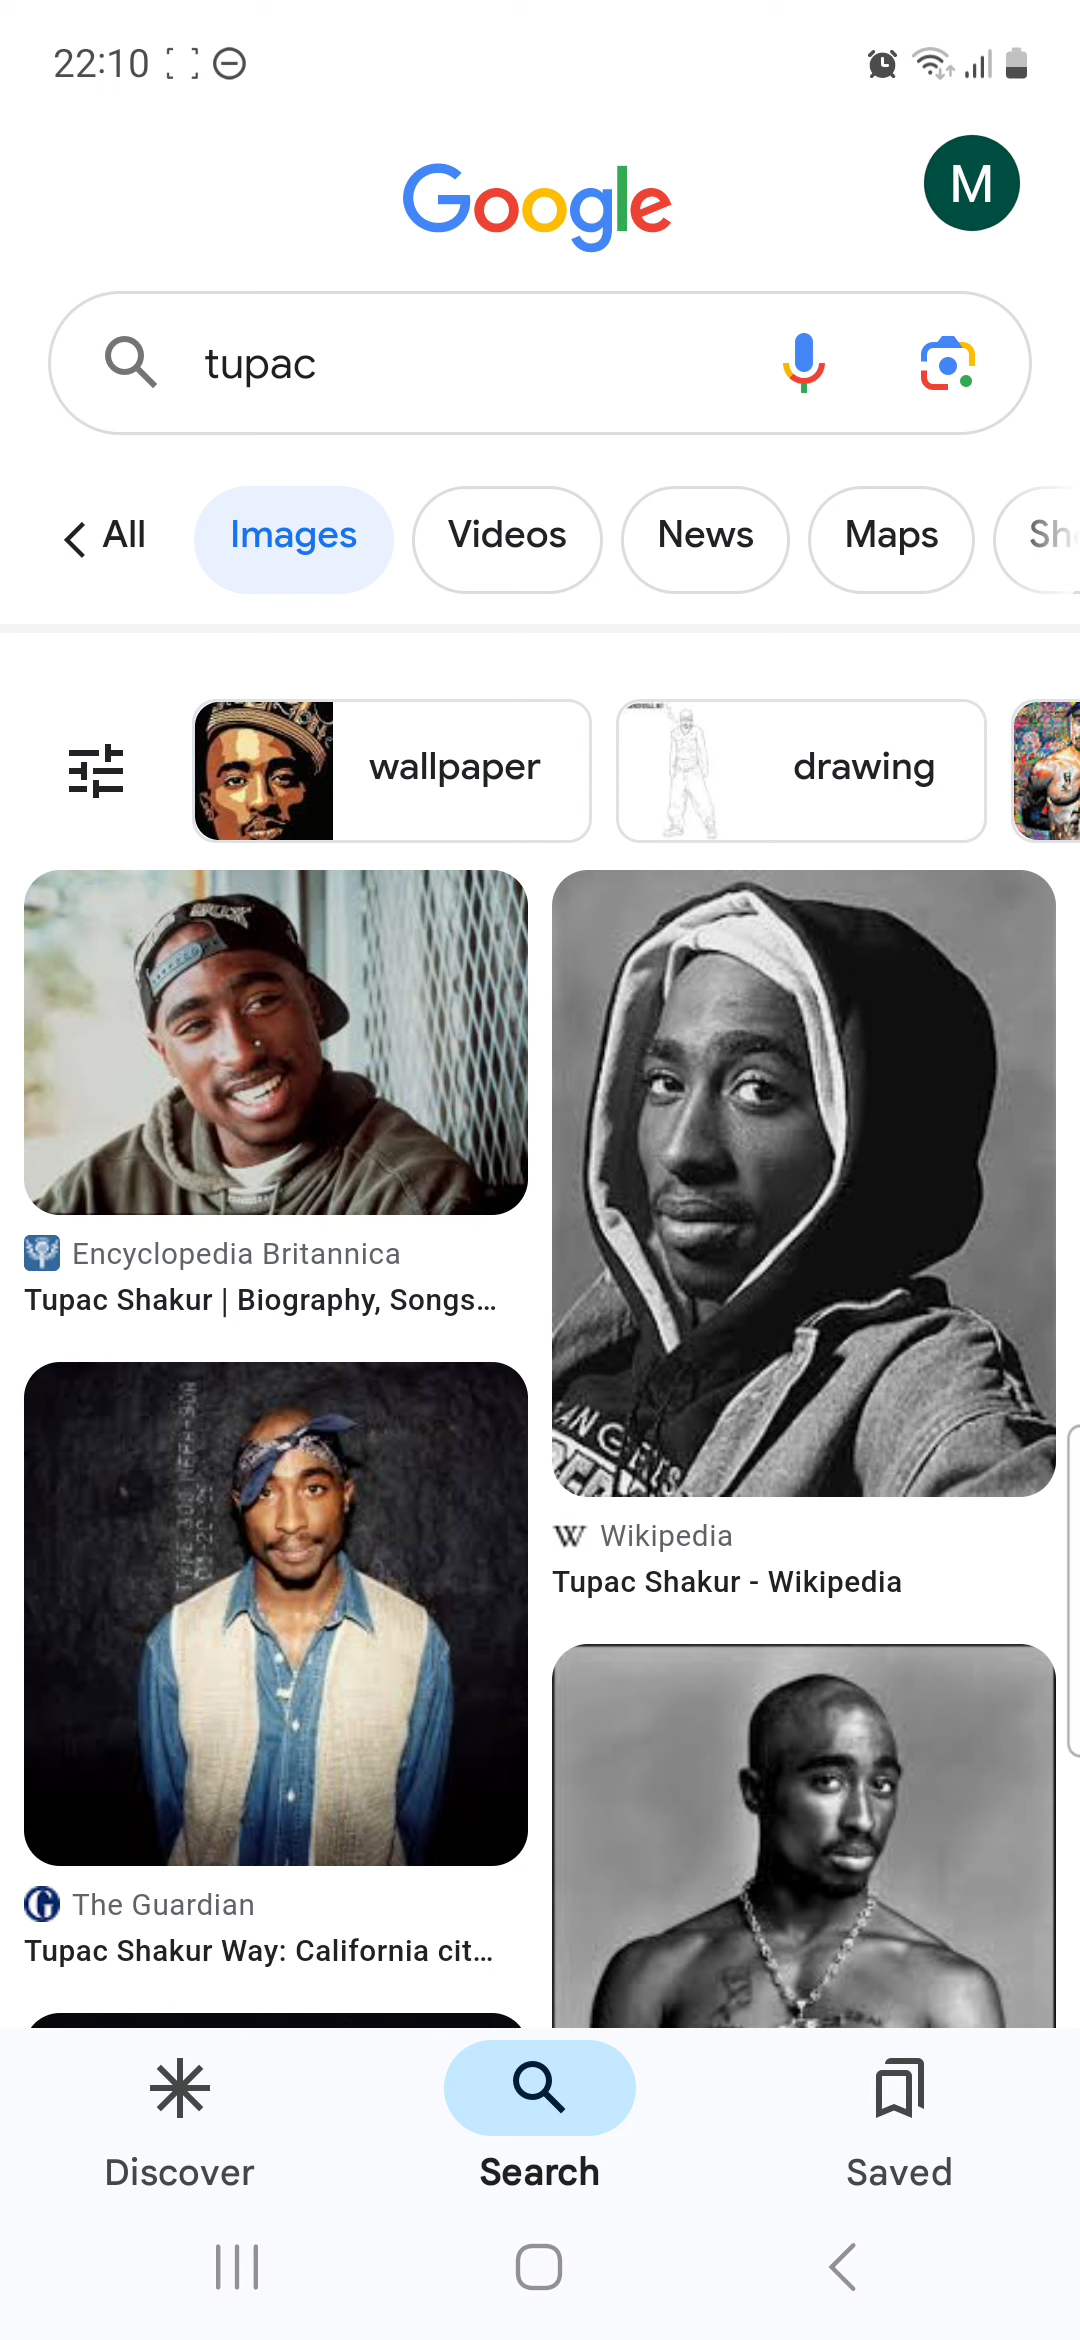 22:10
Google
M
tupac
All
Images
Videos
News
Maps
wallpaper
drawing
Encyclopedia Britannica
Tupac Shakur | Biography, Songs...
Wikipedia
Tupac Shakur - Wikipedia
The Guardian
Tupac Shakur Way: California cit...
Discover
Search
Saved